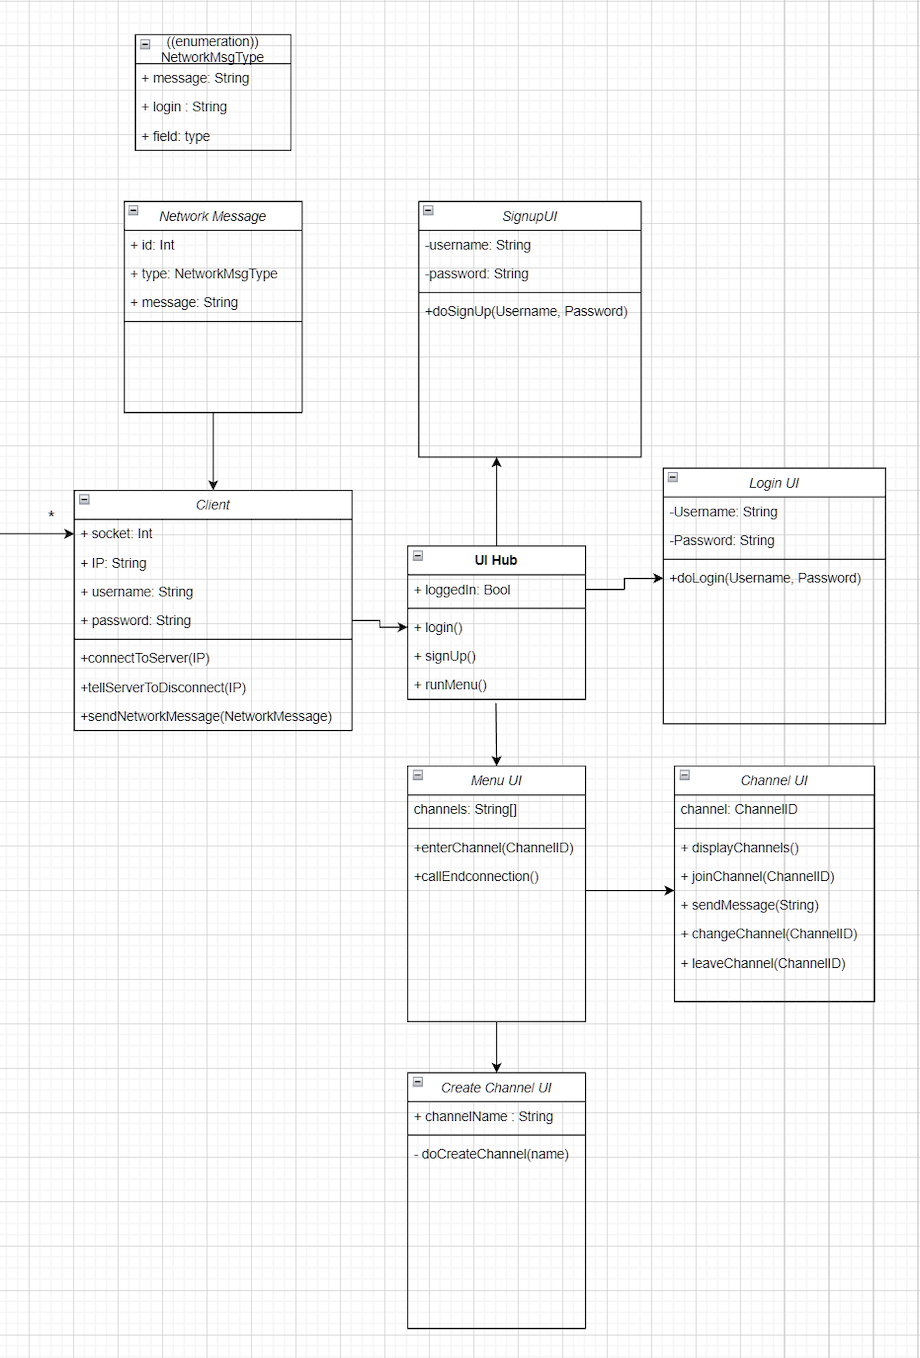 ((enumeration))
NetworkMsgType
+ message: String
+ login : String
+ field: type
Network Message
+ id: Int
+ type: NetworkMsgType
+ message: String
SignupUI
-username: String
-password: String
+doSignUp(Username, Password)
Login UI
-Username: String
-Password: String
+doLogin(Username, Password)
*
Client
+ socket: Int
+ IP: String
+ username: String
+ password: String
+connectToServer(IP)
+tellServerToDisconnect(IP)
+sendNetworkMessage(NetworkMessage)
UI Hub
+ loggedIn: Bool
+ login()
+ signUp()
+ runMenu()
Menu UI
channels: String[]
+enterChannel(ChannelID)
+callEndconnection()
Channel UI
channel: ChannelID
+ displayChannels()
+ joinChannel(ChannelID)
+ sendMessage(String)
+ changeChannel(ChannelID)
+ leaveChannel(ChannelID)
Create Channel UI
+ channelName : String
- doCreateChannel(name)